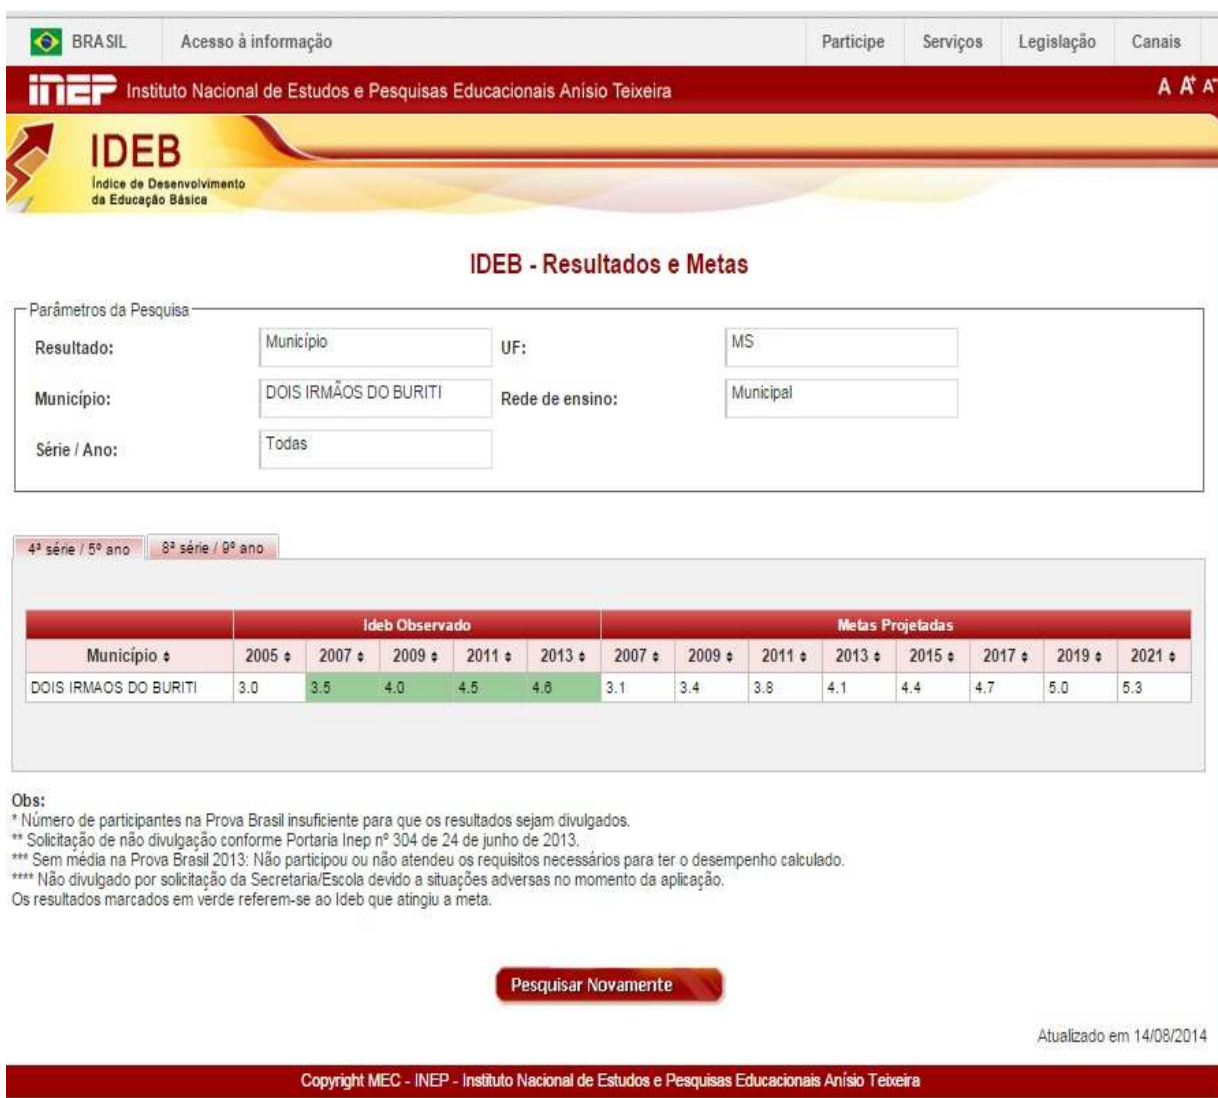 BRASIL Acesso à informação Participe Serviços Legislação Canais
INEP Instituto Nacional de Estudos e Pesquisas Educacionais Anísio Teixeira A A+ A-
IDEB
Índice de Desenvolvimento
da Educação Básica
IDEB - Resultados e Metas
Parâmetros da Pesquisa
Resultado: Município UF: MS
Município: DOIS IRMÃOS DO BURITI Rede de ensino: Municipal
Série / Ano: Todas
4ª série / 5º ano 8ª série / 9º ano
Ideb Observado Metas Projetadas
Município 2005 2007 2009 2011 2013 2007 2009 2011 2013 2015 2017 2019 2021
DOIS IRMAOS DO BURITI 3.0 3.5 4.0 4.5 4.6 3.1 3.4 3.8 4.1 4.4 4.7 5.0 5.3
Obs:
* Número de participantes na Prova Brasil insuficiente para que os resultados sejam divulgados.
** Solicitação de não divulgação conforme Portaria Inep nº 304 de 24 de junho de 2013.
*** Sem média na Prova Brasil 2013: Não participou ou não atendeu os requisitos necessários para ter o desempenho calculado.
**** Não divulgado por solicitação da Secretaria/Escola devido a situações adversas no momento da aplicação.
Os resultados marcados em verde referem-se ao Ideb que atingiu a meta.
Pesquisar Novamente
Atualizado em 14/08/2014
Copyright MEC - INEP - Instituto Nacional de Estudos e Pesquisas Educacionais Anísio Teixeira